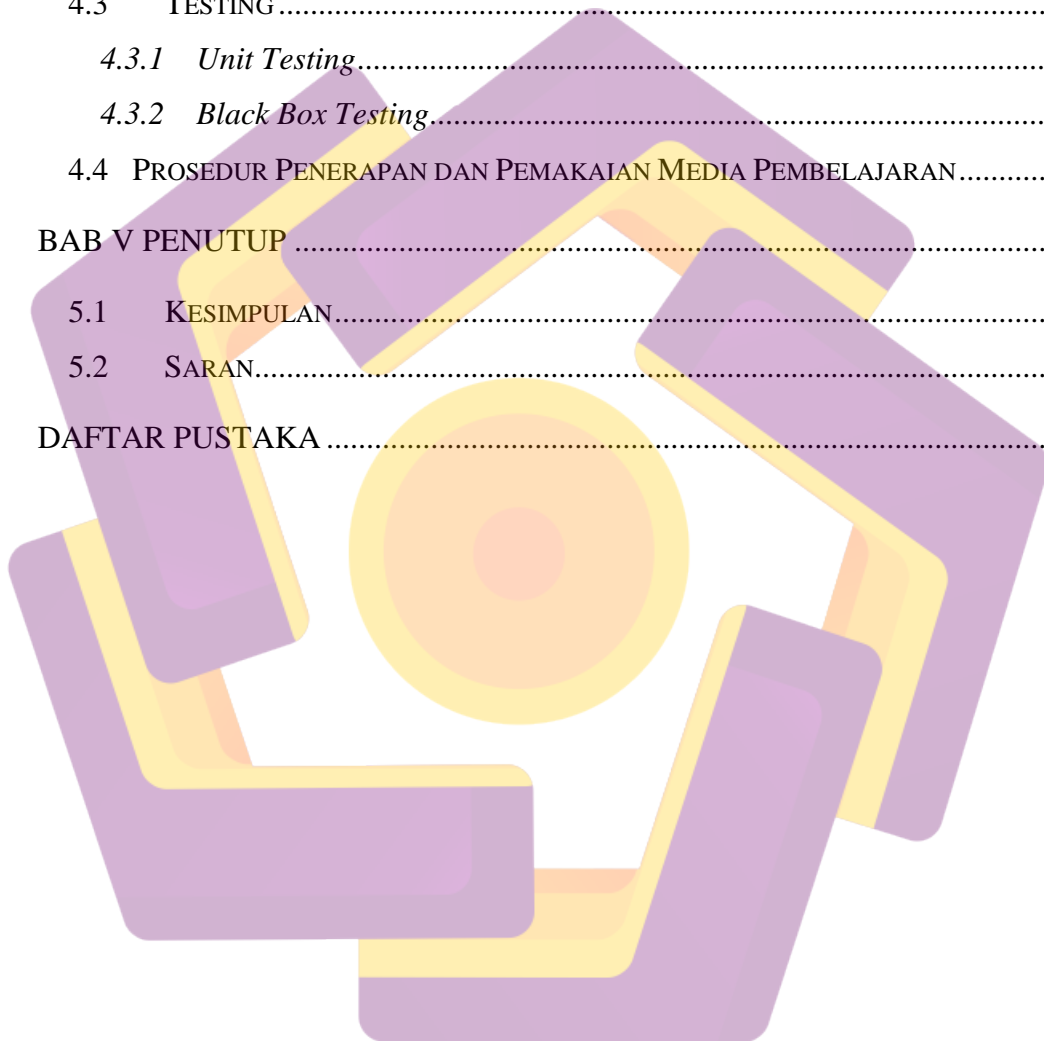 4.3 TESTING
4.3.1 Unit Testing
4.3.2 Black Box Testing
4.4 PROSEDUR PENERAPAN DAN PEMAKAIAN MEDIA PEMBELAJARAN
BAB V PENUTUP
5.1 KESIMPULAN
5.2 SARAN
DAFTAR PUSTAKA